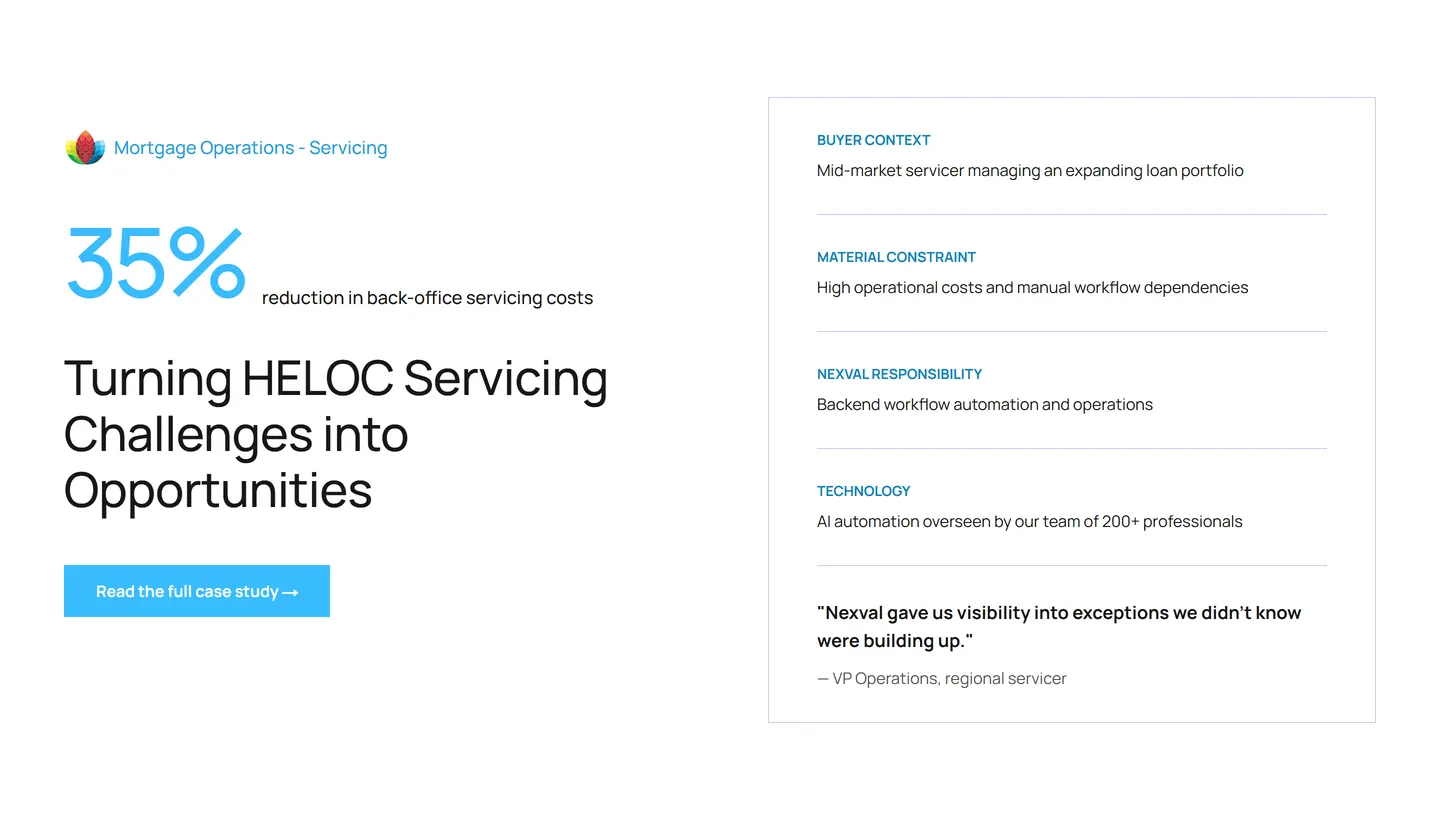 Mortgage Operations - Servicing
35% reduction in back-office servicing costs
Turning HELOC Servicing
Challenges into
Opportunities
Read the full case study →
BUYER CONTEXT
Mid-market servicer managing an expanding loan portfolio
MATERIAL CONSTRAINT
High operational costs and manual workflow dependencies
NEXVAL RESPONSIBILITY
Backend workflow automation and operations
TECHNOLOGY
AI automation overseen by our team of 200+ professionals
"Nexval gave us visibility into exceptions we didn't know
were building up."
— VP Operations, regional servicer